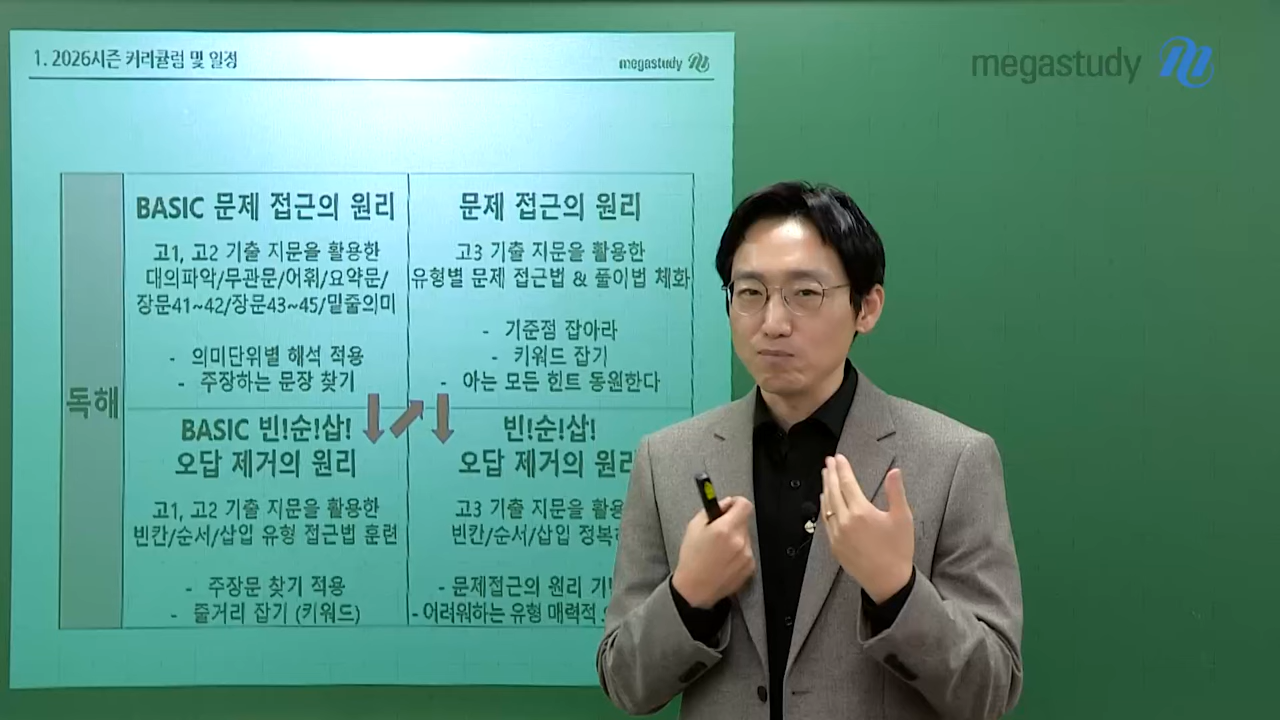 1. 2026시즌 커리큘럼 및 일정
megastudy
megastudy
독해
BASIC 문제 접근의 원리
고1, 고2 기출 지문을 활용한
대의파악/무관문/어휘/요약문/
장문41~42/장문43~45/밑줄의미
- 의미단위별 해석 적용
- 주장하는 문장 찾기
문제 접근의 원리
고3 기출 지문을 활용한
유형별 문제 접근법 & 풀이법 체화
- 기준점 잡아라
- 키워드 잡기
- 아는 모든 힌트 동원한다
BASIC 빈!순!삽!
오답 제거의 원리
고1, 고2 기출 지문을 활용한
빈칸/순서/삽입 유형 접근법 훈련
- 주장문 찾기 적용
- 줄거리 잡기 (키워드)
빈!순!삽!
오답 제거의 원리
고3 기출 지문을 활용
빈칸/순서/삽입 정복
- 문제접근의 원리
- 어려워하는 유형 매력적